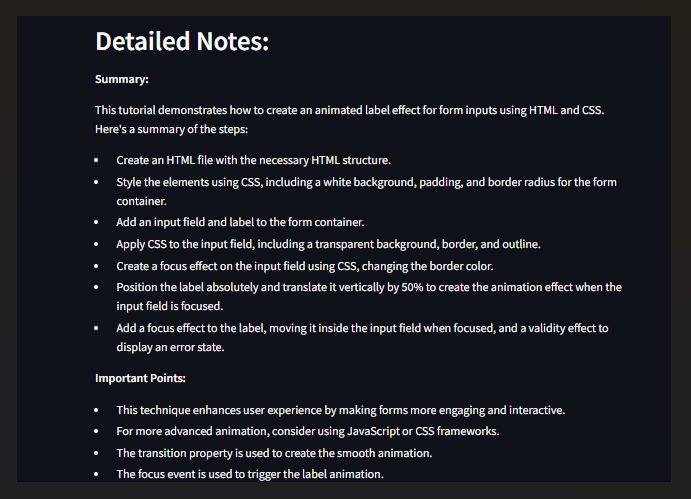 Detailed Notes:
Summary:
This tutorial demonstrates how to create an animated label effect for form inputs using HTML and CSS.
Here's a summary of the steps:
• Create an HTML file with the necessary HTML structure.
• Style the elements using CSS, including a white background, padding, and border radius for the form
container.
• Add an input field and label to the form container.
• Apply CSS to the input field, including a transparent background, border, and outline.
• Create a focus effect on the input field using CSS, changing the border color.
• Position the label absolutely and translate it vertically by 50% to create the animation effect when the
input field is focused.
• Add a focus effect to the label, moving it inside the input field when focused, and a validity effect to
display an error state.
Important Points:
• This technique enhances user experience by making forms more engaging and interactive.
• For more advanced animation, consider using JavaScript or CSS frameworks.
• The transition property is used to create the smooth animation.
• The focus event is used to trigger the label animation.